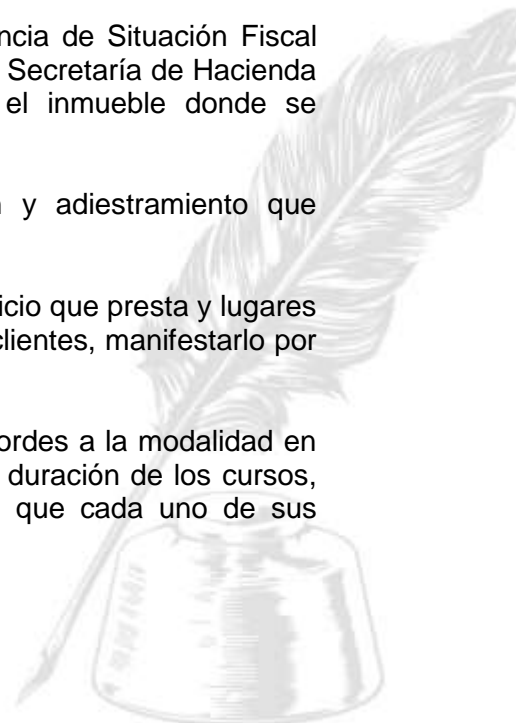 ncia de Situación Fiscal
Secretaría de Hacienda
el inmueble donde se
y adiestramiento que
icio que presta y lugares
clientes, manifestarlo por
ordes a la modalidad en
duración de los cursos,
que cada uno de sus